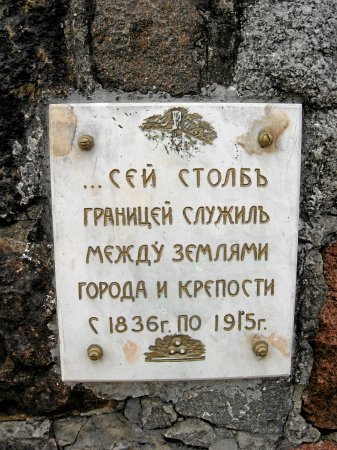 ...СЕЙ СТОЛБЪ
ГРАНИЦЕЙ СЛУЖИЛЪ
МЕЖДУ ЗЕМЛЯМИ
ГОРОДА И КРЕПОСТИ
С 1836г. ПО 1915г.